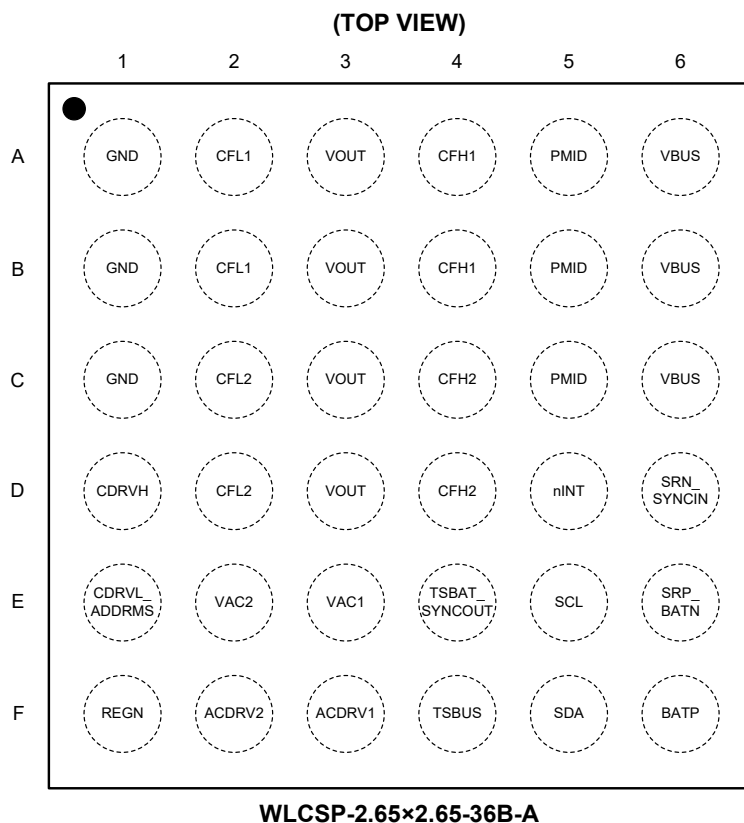 (TOP VIEW)
1 2 3 4 5 6
A GND CFL1 VOUT CFH1 PMID VBUS
B GND CFL1 VOUT CFH1 PMID VBUS
C GND CFL2 VOUT CFH2 PMID VBUS
D CDRVH CFL2 VOUT CFH2 nINT SRN_
SYNCIN
E CDRVL_
ADDRMS VAC2 VAC1 TSBAT_
SYNCOUT SCL SRP_
BATN
F REGN ACDRV2 ACDRV1 TSBUS SDA BATP
WLCSP-2.65×2.65-36B-A